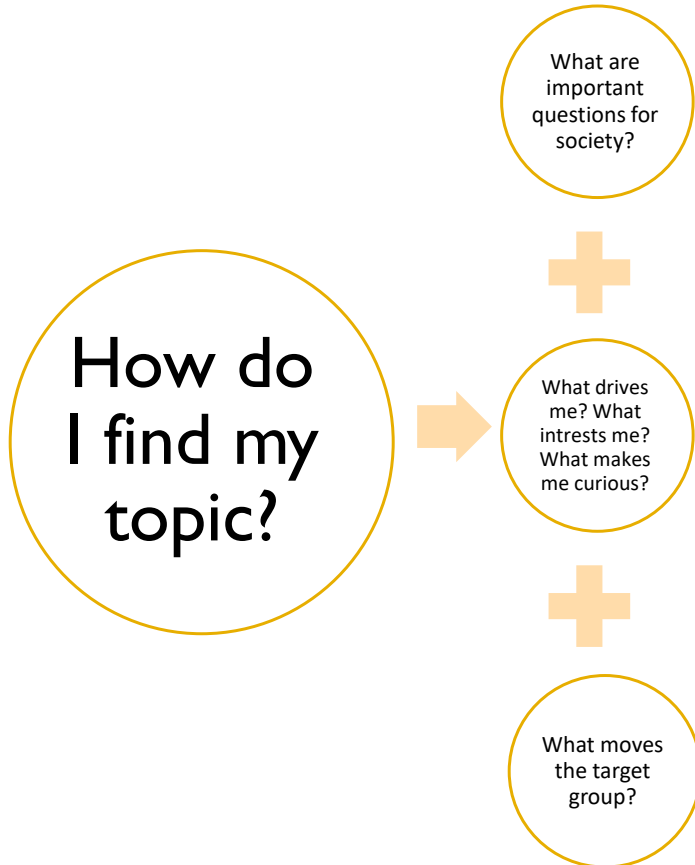 What are
important
questions for
society?
How do
I find my
topic?
What drives
me? What
intrests me?
What makes
me curious?
What moves
the target
group?